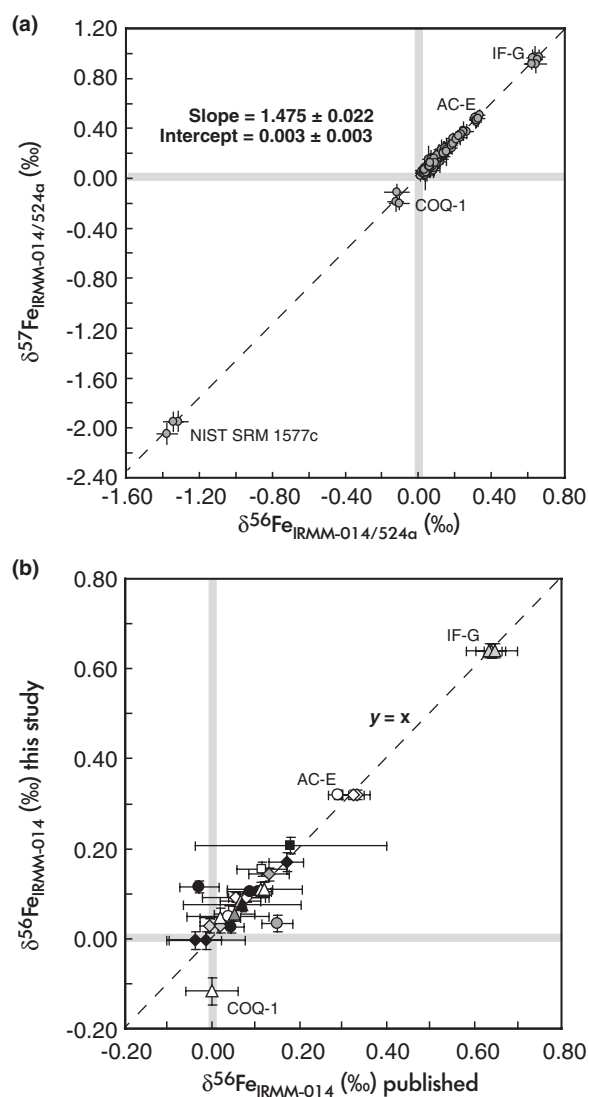 (a)
1.20
0.80
0.40
0.00
-0.40
-0.80
-1.20
-1.60
-2.00
-2.40
δ57FeIRMM-014/524a (‰)
IF-G
AC-E
Slope = 1.475 ± 0.022
Intercept = 0.003 ± 0.003
COQ-1
NIST SRM 1577c
-1.60 -1.20 -0.80 -0.40 0.00 0.40 0.80
δ56FeIRMM-014/524a (‰)
(b)
0.80
0.60
0.40
0.20
0.00
-0.20
δ56FeIRMM-014 (‰) this study
IF-G
y = x
AC-E
COQ-1
-0.20 0.00 0.20 0.40 0.60 0.80
δ56FeIRMM-014 (‰) published